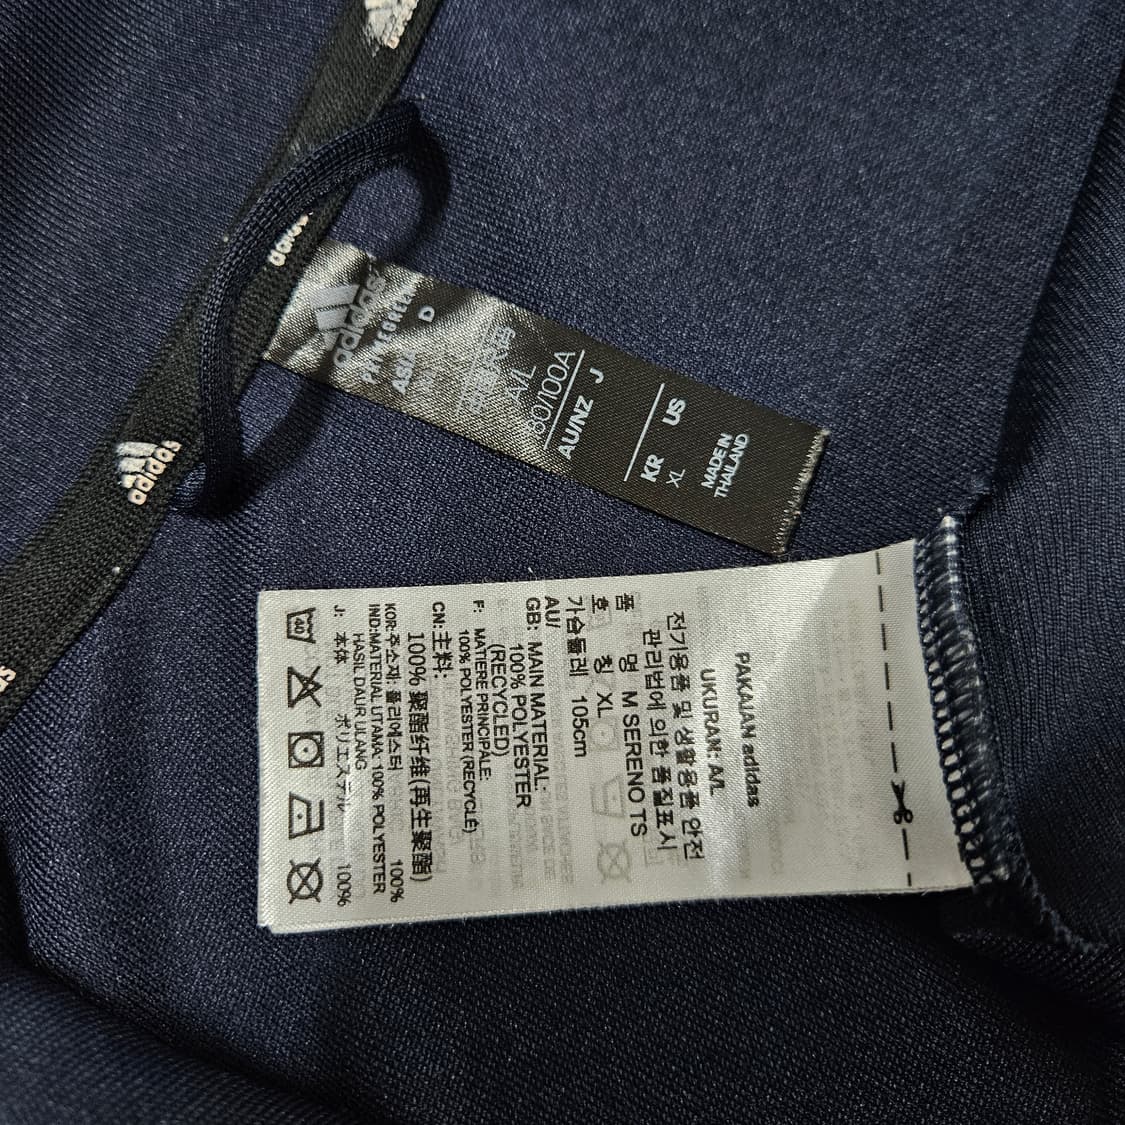 adidas
adidas
adidas
PRIMEGREEN
ASIA D
A/L
180/100A
AU/NZ J
KR US
XL
MADE IN
THAILAND
PAKAIAN adidas
UKURAN: A/L
전기용품 및 생활용품 안전
관리법에 의한 품질표시
품 명 M SERENO TS
호 칭 XL
가슴둘레 105cm
AU/
GB: MAIN MATERIAL:
100% POLYESTER
(RECYCLED)
F: MATIERE PRINCIPALE:
100% POLYESTER (RECYCLÉ)
CN:主料:
100% 聚酯纤维(再生聚酯)
KOR:주소재: 폴리에스터 100%
IND:MATERIAL UTAMA:100% POLYESTER
HASIL DAUR ULANG
J: 本体 ポリエステル 100%
40